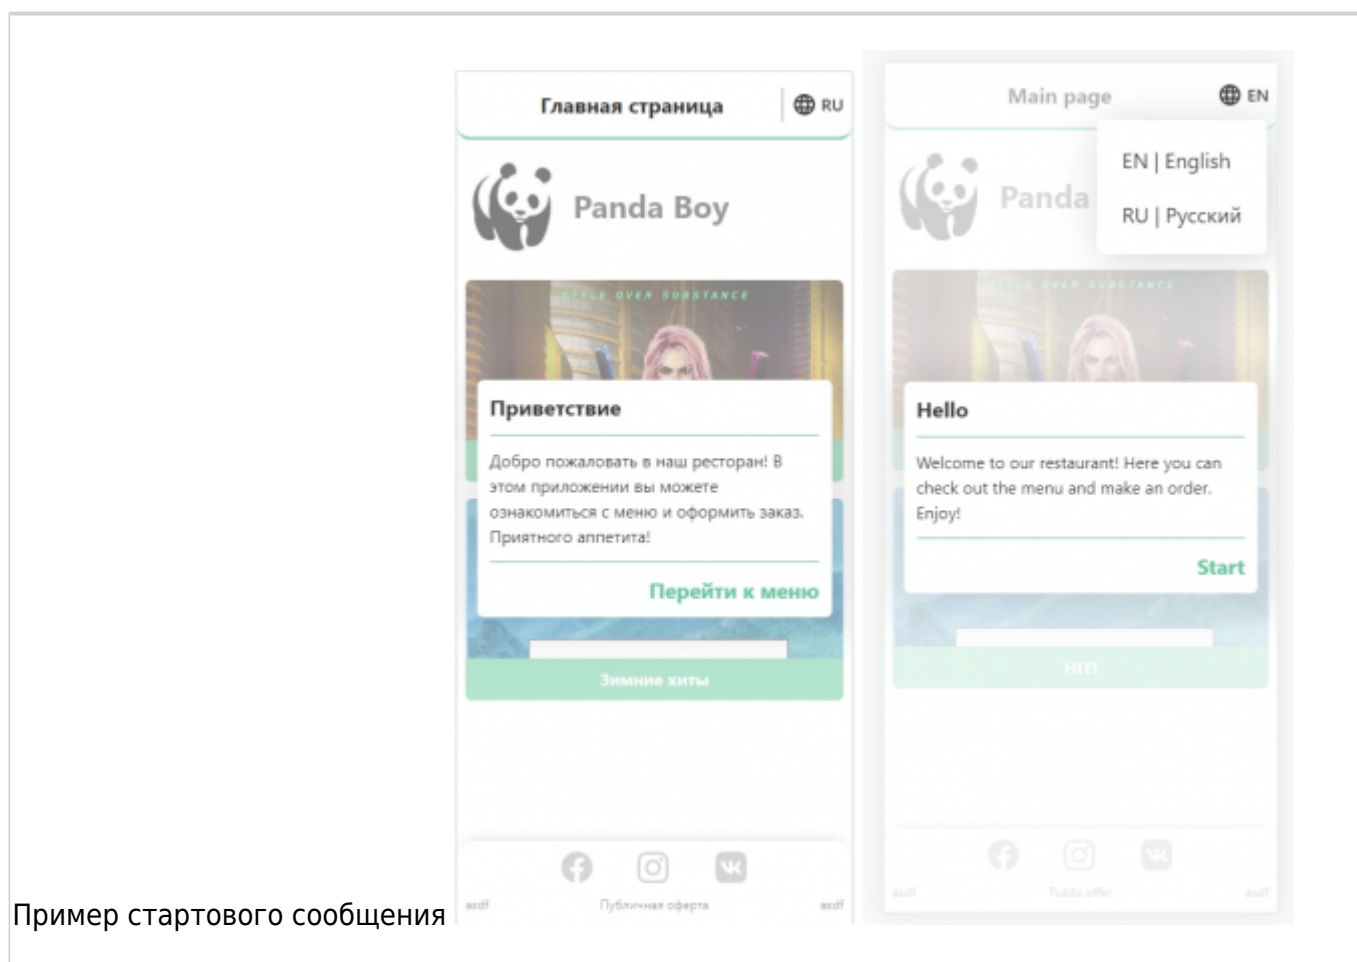 Главная страница
RU
Panda Boy
STYLE OVER SUBSTANCE
Приветствие
Добро пожаловать в наш ресторан! В
этом приложении вы можете
ознакомиться с меню и оформить заказ.
Приятного аппетита!
Перейти к меню
Зимние хиты
asdf
Публичная оферта
asdf
Main page
EN
EN | English
RU | Русский
Panda
STYLE OVER SUBSTANCE
Hello
Welcome to our restaurant! Here you can
check out the menu and make an order.
Enjoy!
Start
asdf
Public offer
asdf
Пример стартового сообщения